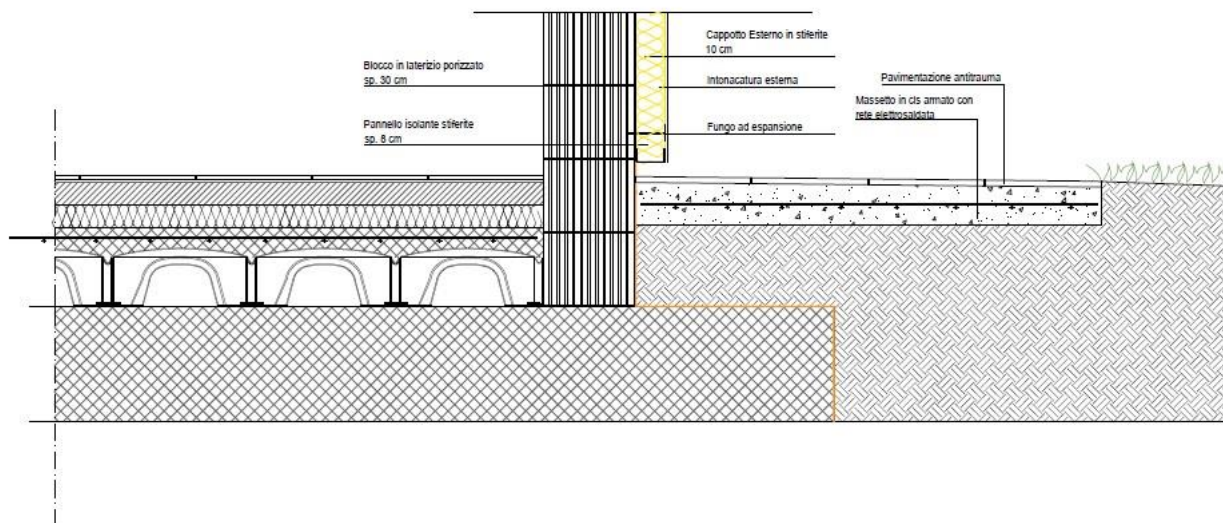 Blocco in laterizio porizzato
sp. 30 cm
Pannello isolante stiferite
sp. 8 cm
Cappotto Esterno in stiferite
10 cm
Intonacatura esterna
Fungo ad espansione
Pavimentazione antitrauma
Massetto in cls armato con
rete elettrosaldata